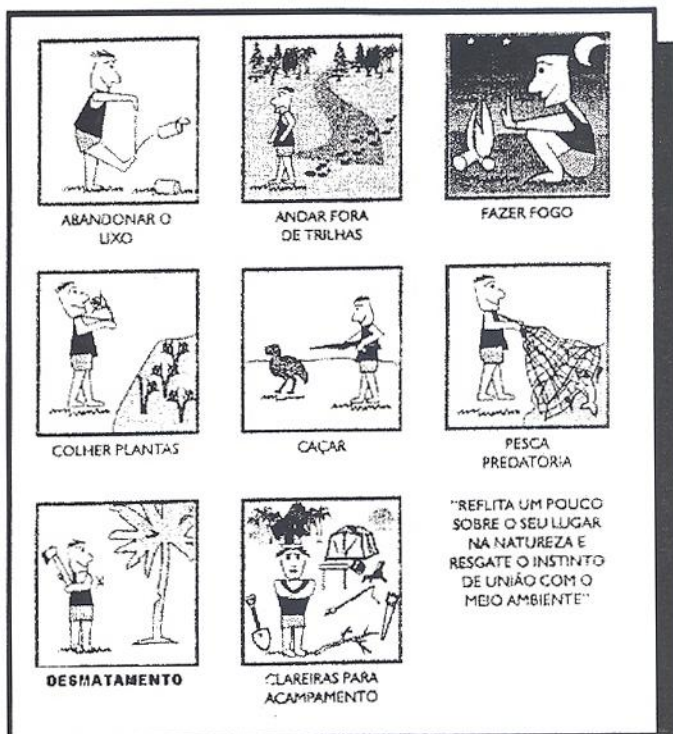 ABANDONAR O
LIXO
ANDAR FORA
DE TRILHAS
FAZER FOGO
COLHER PLANTAS
CAÇAR
PESCA
PREDATORIA
DESMATAMENTO
CLAREIRAS PARA
ACAMPAMENTO
"REFLITA UM POUCO
SOBRE O SEU LUGAR
NA NATUREZA E
RESGATE O INSTINTO
DE UNIÃO COM O
MEIO AMBIENTE"